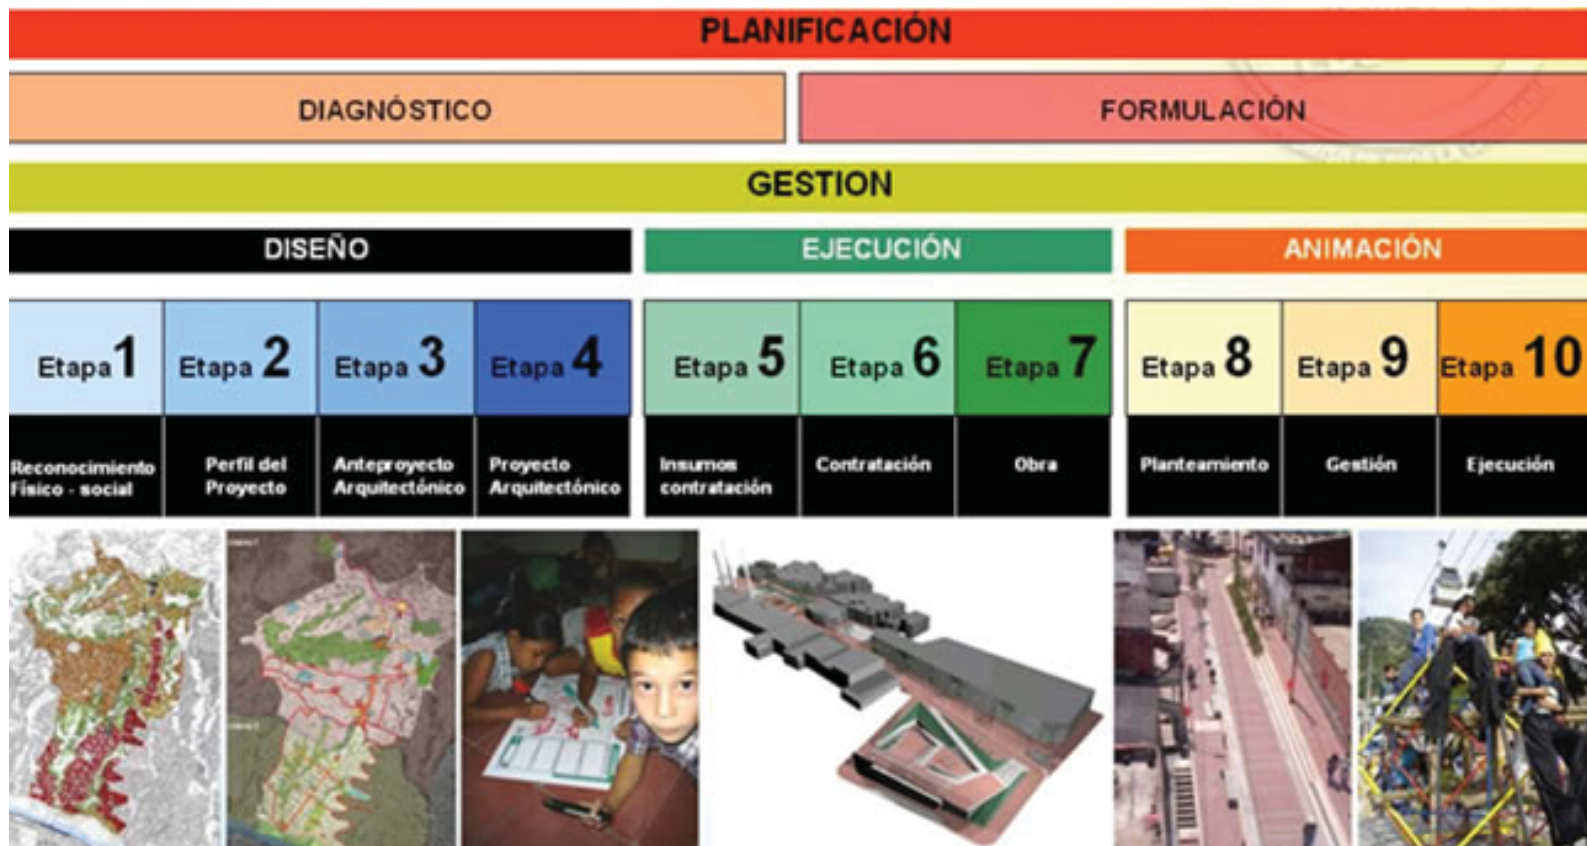 PLANIFICACIÓN
DIAGNÓSTICO
FORMULACIÓN
GESTION
DISEÑO
EJECUCIÓN
ANIMACIÓN
Etapa 1
Etapa 2
Etapa 3
Etapa 4
Etapa 5
Etapa 6
Etapa 7
Etapa 8
Etapa 9
Etapa 10
Reconocimiento
Físico - social
Perfil del
Proyecto
Anteproyecto
Arquitectónico
Proyecto
Arquitectónico
Insumos
contratación
Contratación
Obra
Planteamiento
Gestión
Ejecución